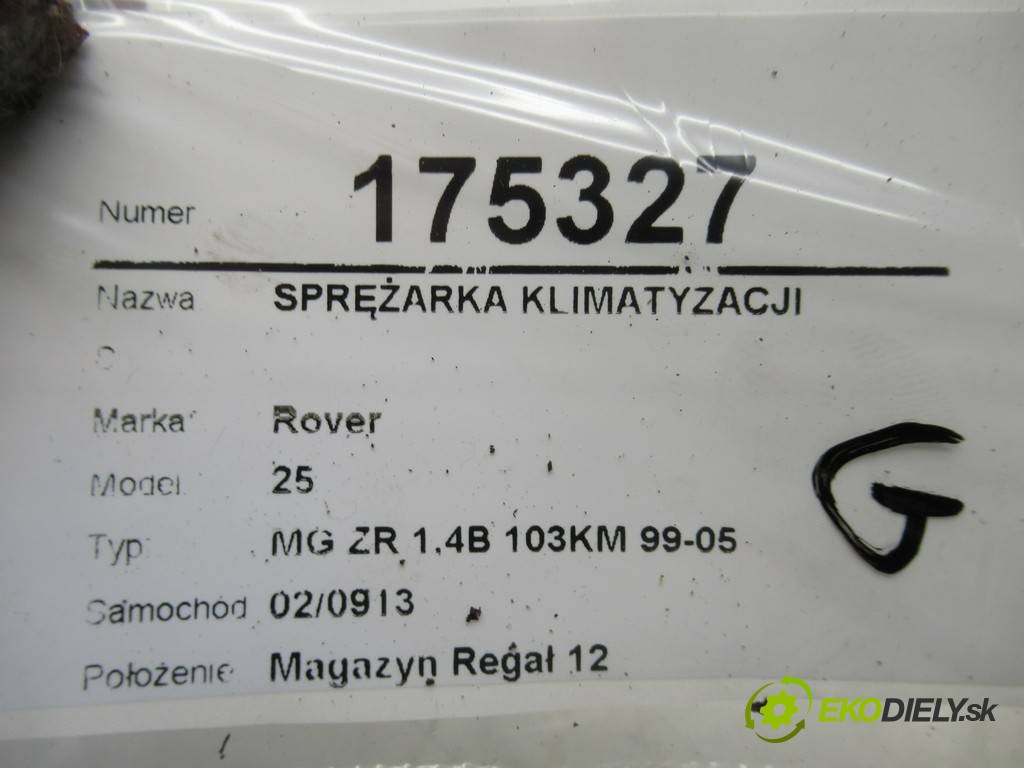 Numer 175327
Nazwa SPRĘŻARKA KLIMATYZACJI
Marka Rover
Model 25
Typ MG ZR 1.4B 103KM 99-05
Samochód 02/0913
Położenie Magazyn Regał 12
G
EKODIELY.sk